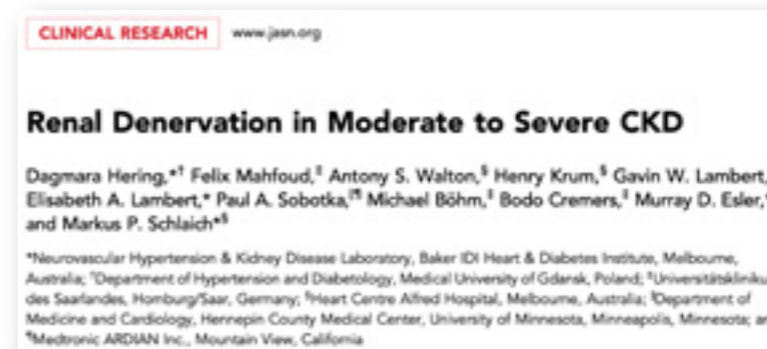 CLINICAL RESEARCH www.jasn.org
Renal Denervation in Moderate to Severe CKD
Dagmara Hering,*† Felix Mahfoud,‡ Antony S. Walton,§ Henry Krum,§ Gavin W. Lambert,
Elisabeth A. Lambert,* Paul A. Sobotka,|¶ Michael Böhm,‡ Bodo Cremers,‡ Murray D. Esler,
and Markus P. Schlaich*§
*Neurovascular Hypertension & Kidney Disease Laboratory, Baker IDI Heart & Diabetes Institute, Melbourne,
Australia; †Department of Hypertension and Diabetology, Medical University of Gdansk, Poland; ‡Universitätskliniku
des Saarlandes, Homburg/Saar, Germany; §Heart Centre Alfred Hospital, Melbourne, Australia; |Department of
Medicine and Cardiology, Hennepin County Medical Center, University of Minnesota, Minneapolis, Minnesota; an
¶Medtronic ARDIAN Inc., Mountain View, California